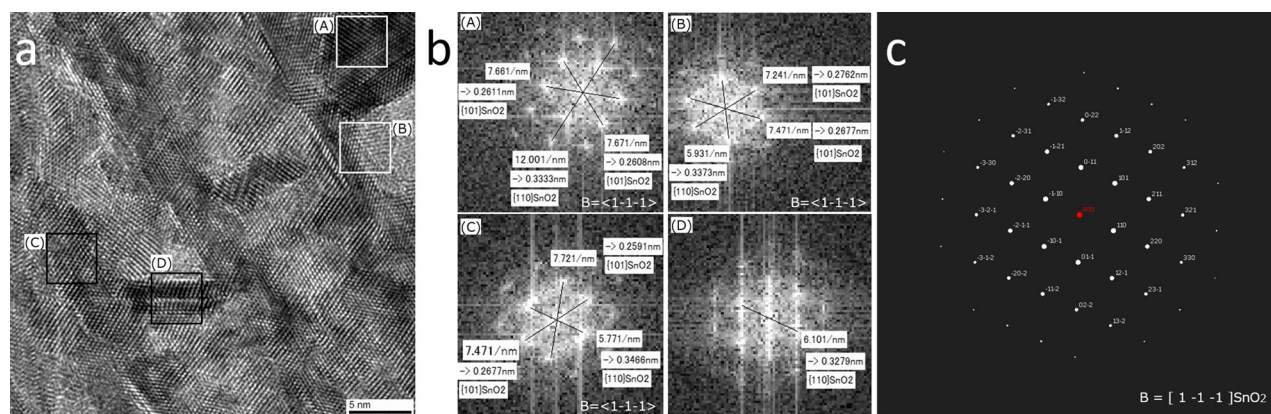 a
(A)
(B)
(C)
(D)
5 nm
b
(A)
7.661/nm
-> 0.2611nm
{101}SnO2
12.001/nm
-> 0.3333nm
{110}SnO2
7.671/nm
-> 0.2608nm
{101}SnO2
B=<1-1-1>
(B)
7.241/nm
-> 0.2762nm
{101}SnO2
7.471/nm
-> 0.2677nm
{101}SnO2
5.931/nm
-> 0.3373nm
{110}SnO2
B=<1-1-1>
(C)
-> 0.2591nm
7.721/nm
{101}SnO2
7.471/nm
-> 0.2677nm
{101}SnO2
5.771/nm
-> 0.3466nm
{110}SnO2
B=<1-1-1>
(D)
6.101/nm
-> 0.3279nm
{110}SnO2
c
-1-32
0-22
-2-31
1-12
-1-21
202
-3-30
0-11
312
-2-20
101
-1-10
211
000
-3-2-1
321
-2-1-1
110
-10-1
220
-3-1-2
01-1
330
-20-2
12-1
-11-2
23-1
02-2
13-2
B = [ 1 -1 -1 ]SnO2